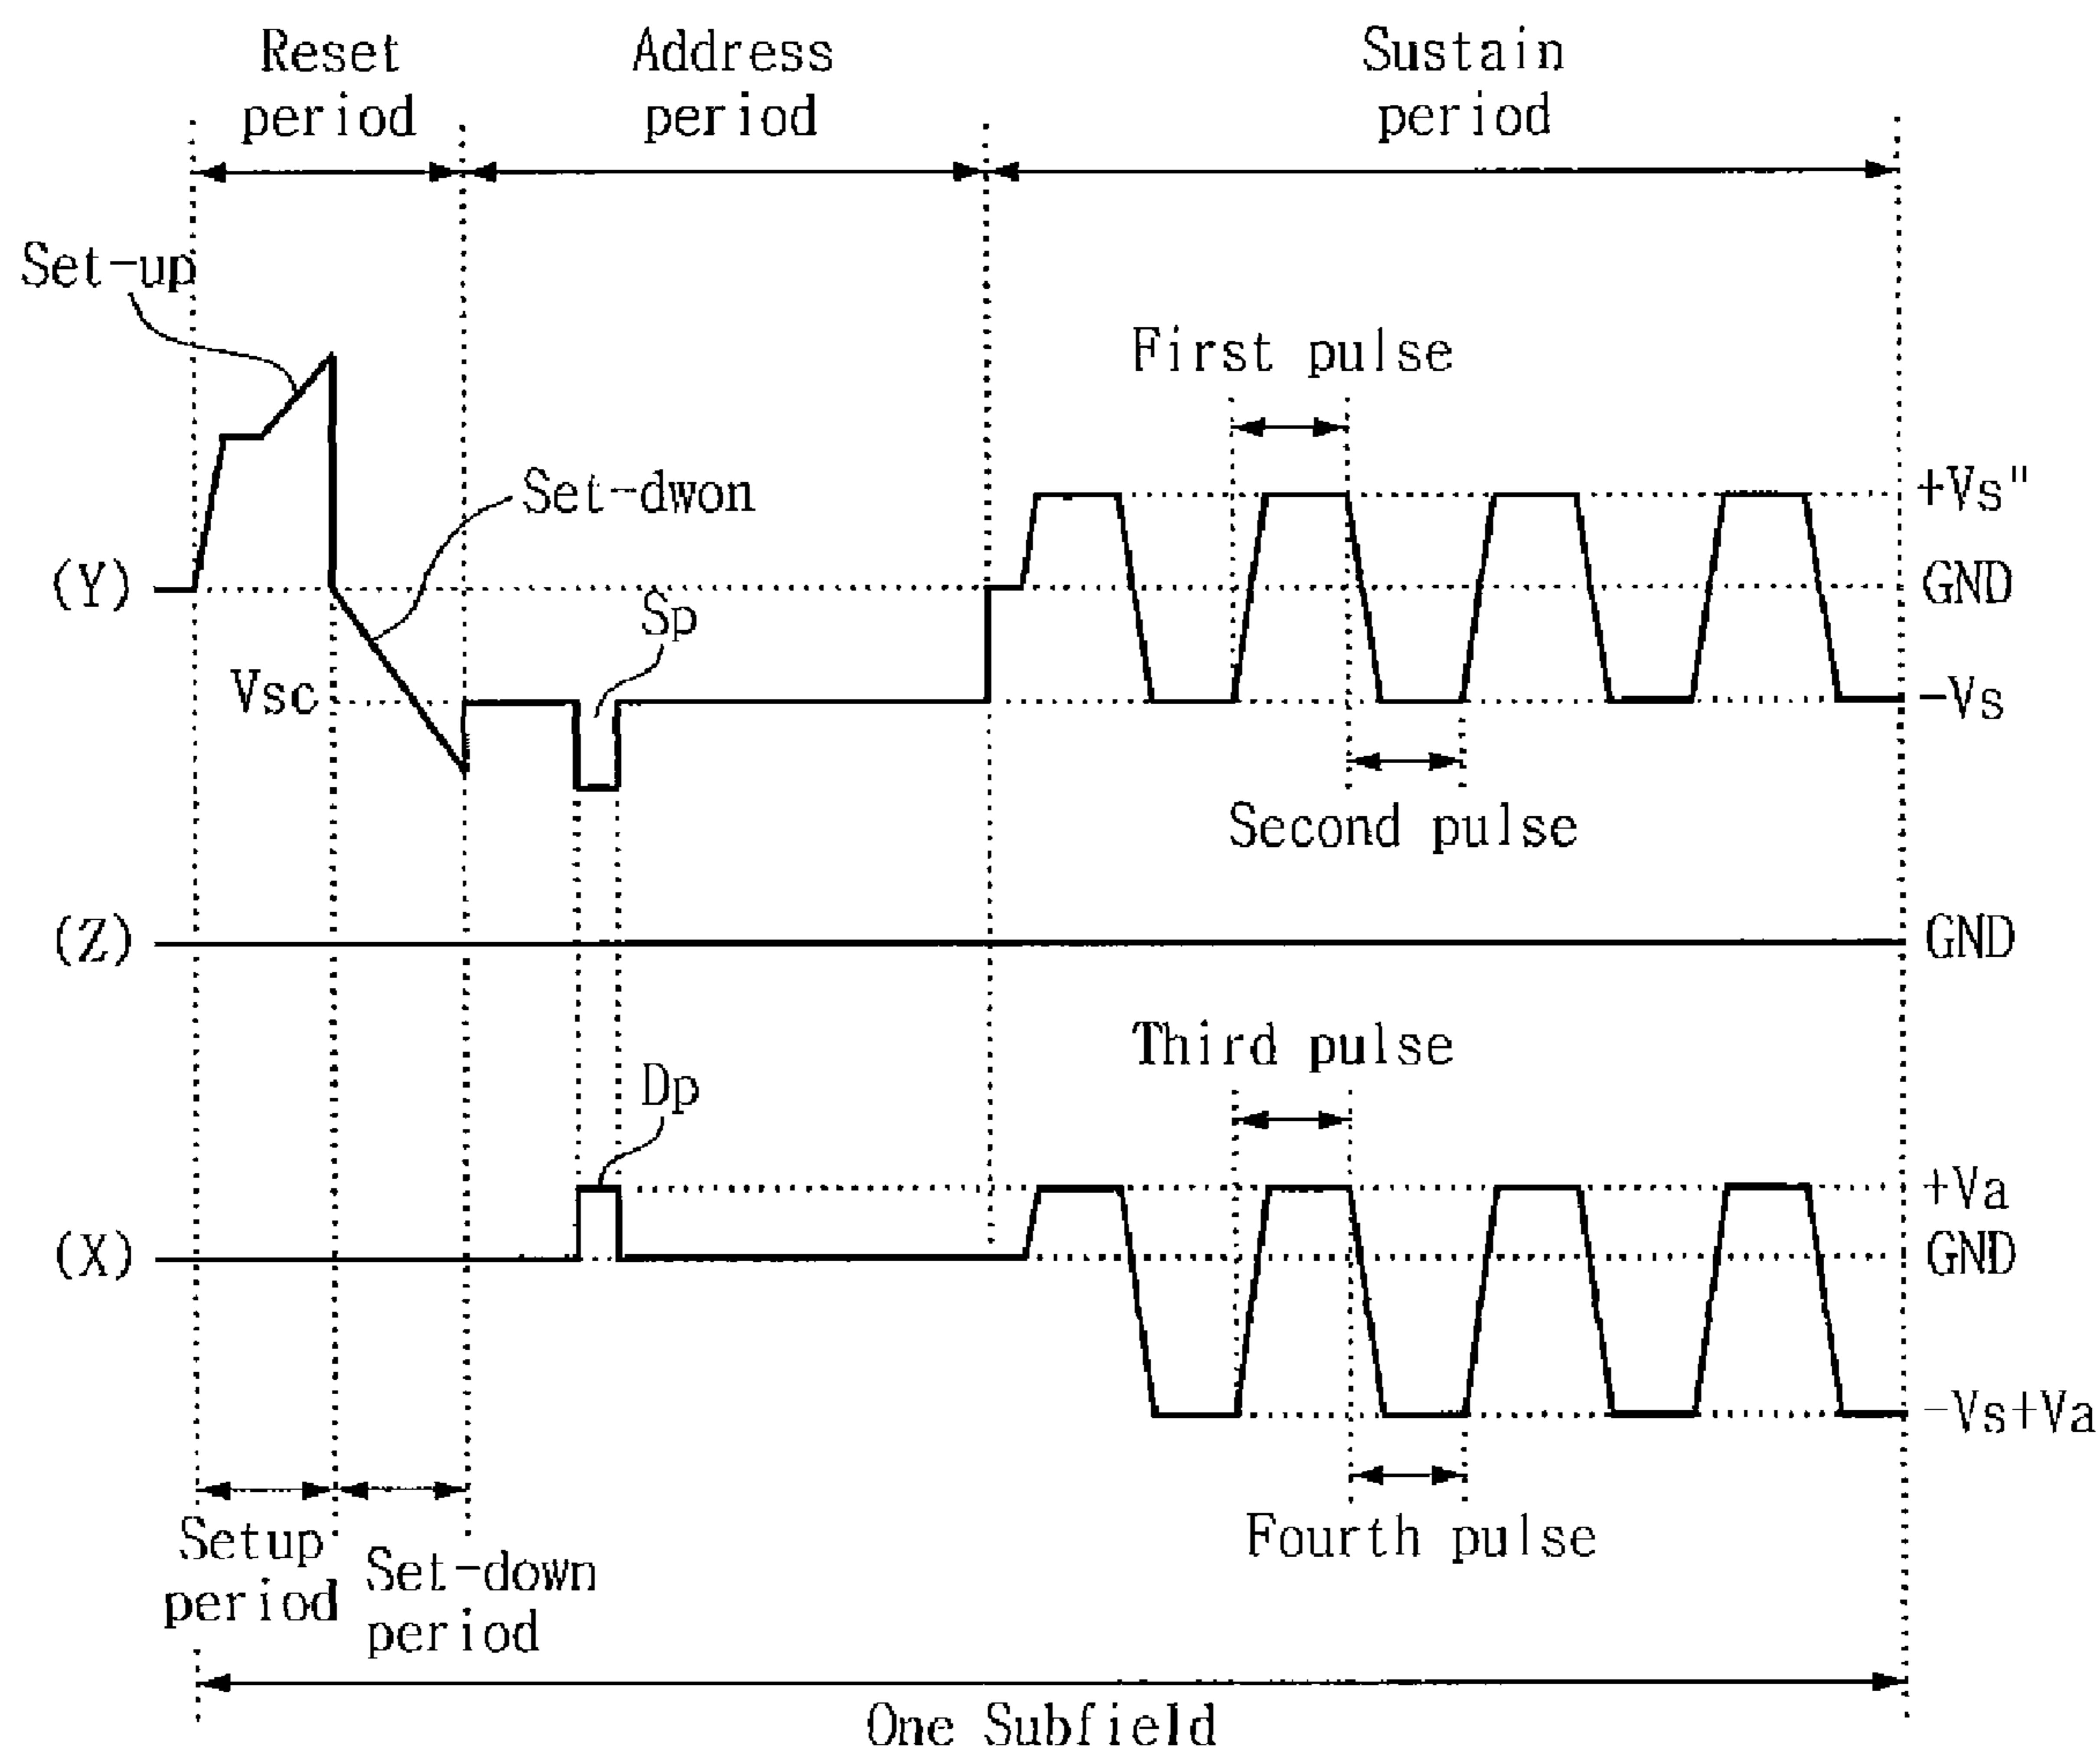 Reset
period
Address
period
Sustain
period
Set-up
First pulse
Set-dwon
+Vs"
(Y)
GND
Sp
Vsc
-Vs
Second pulse
(Z)
GND
Third pulse
Dp
+Va
(X)
GND
-Vs+Va
Setup
period
Set-down
period
Fourth pulse
One Subfield